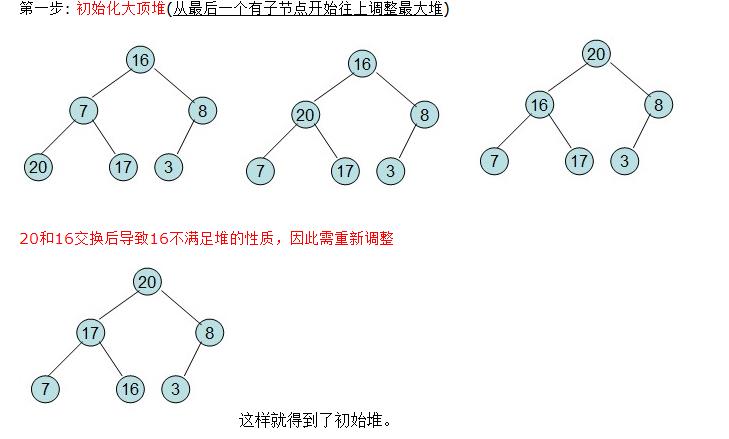 第一步: 初始化大顶堆(从最后一个有子节点开始往上调整最大堆)
16
7 8
20 17 3
16
20 8
7 17 3
20
16 8
7 17 3
20和16交换后导致16不满足堆的性质，因此需重新调整
20
17 8
7 16 3
这样就得到了初始堆。